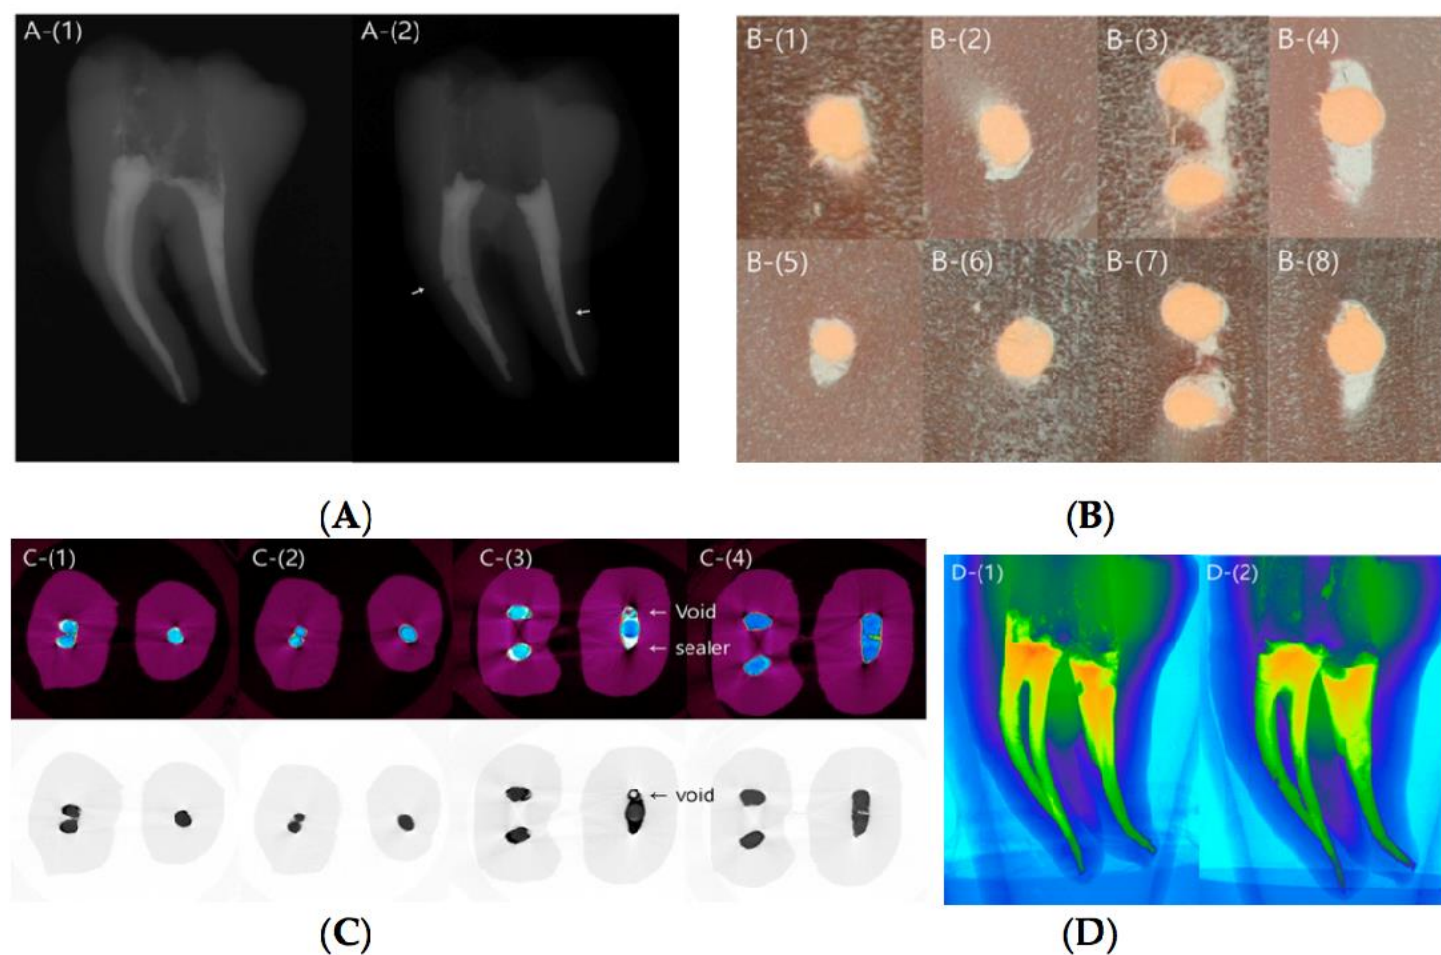 A-(1)
A-(2)
B-(1)
B-(2)
B-(3)
B-(4)
B-(5)
B-(6)
B-(7)
B-(8)
(A)
(B)
C-(1)
C-(2)
C-(3)
C-(4)
← Void
← sealer
← void
D-(1)
D-(2)
(C)
(D)